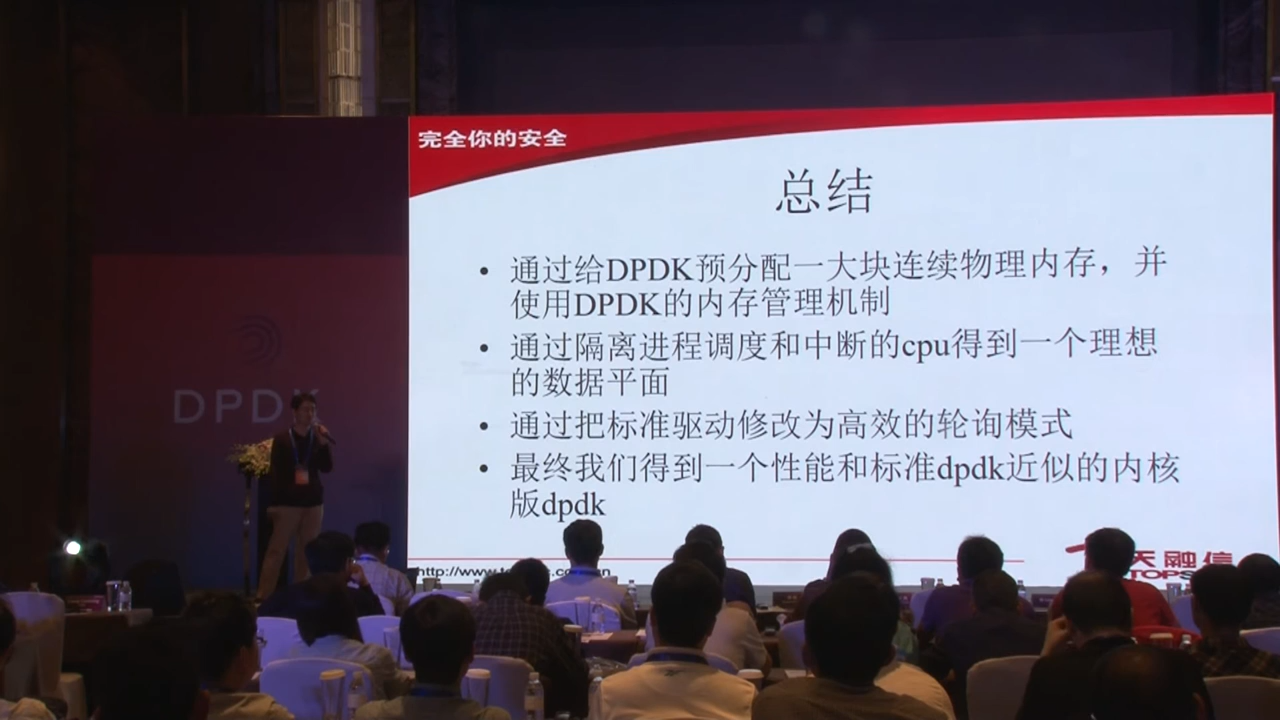 完全你的安全
总结
• 通过给DPDK预分配一大块连续物理内存，并
使用DPDK的内存管理机制
• 通过隔离进程调度和中断的cpu得到一个理想
的数据平面
• 通过把标准驱动修改为高效的轮询模式
• 最终我们得到一个性能和标准dpdk近似的内核
版dpdk
DPDK
天融信